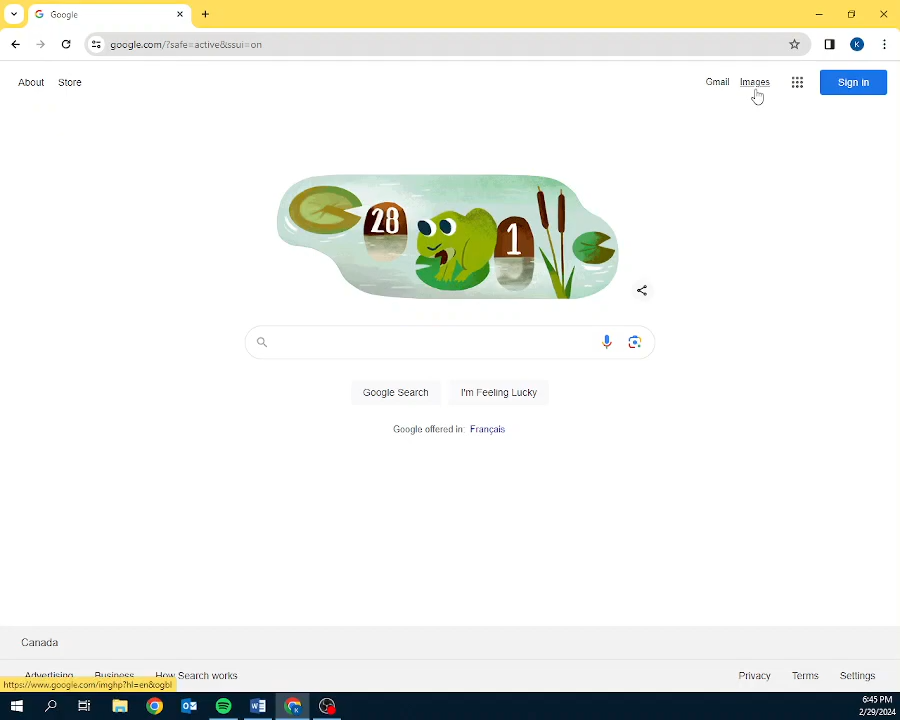 Google
google.com/?safe=active&ssui=on
K
About Store
Gmail Images Sign in
28 1
Google Search I'm Feeling Lucky
Google offered in: Français
Canada
Advertising Business How Search works Privacy Terms Settings
https://www.google.com/imghp?hl=en&ogbl
6:45 PM
2/29/2024